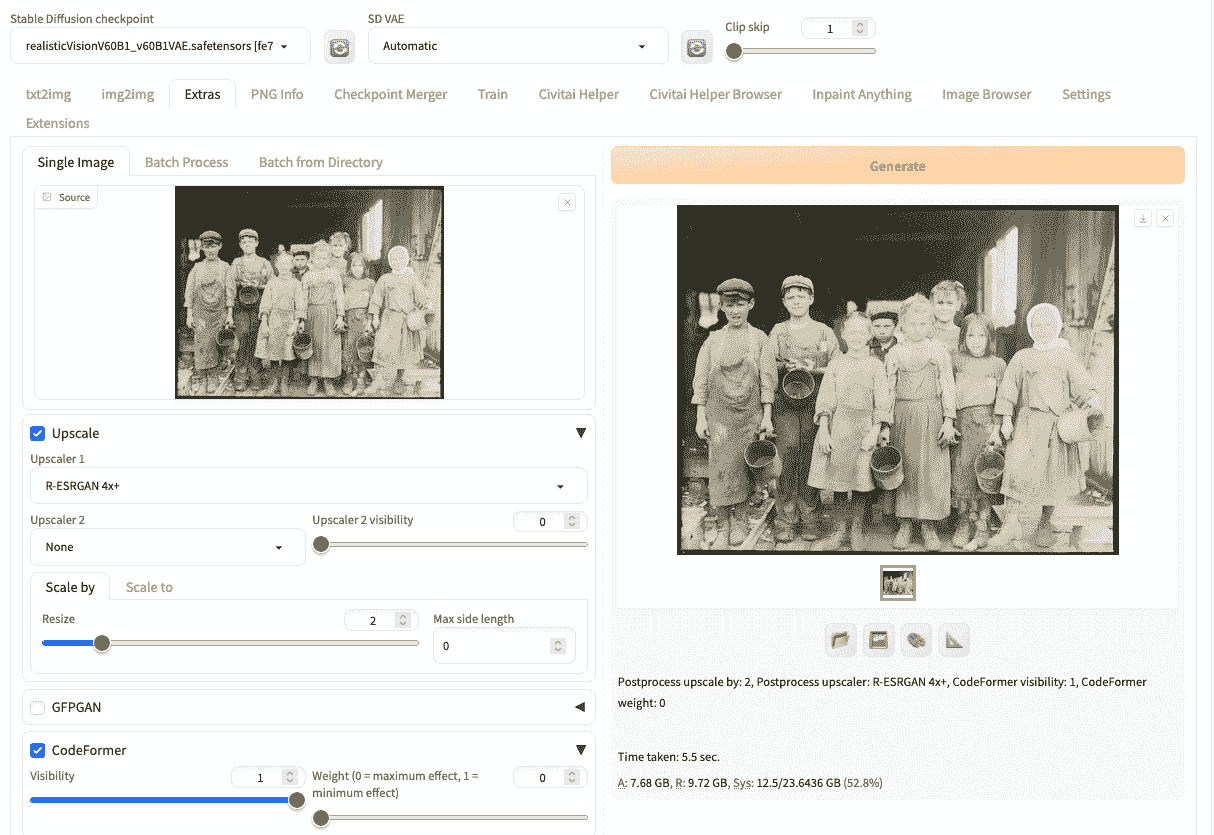 Stable Diffusion checkpoint
SD VAE
Clip skip
1
realisticVisionV60B1_v60B1VAE.safetensors [fe7
Automatic
txt2img img2img Extras PNG Info Checkpoint Merger Train Civitai Helper Civitai Helper Browser Inpaint Anything Image Browser Settings
Extensions
Single Image Batch Process Batch from Directory
Source
Upscale
Upscaler 1
R-ESRGAN 4x+
Upscaler 2
None
Upscaler 2 visibility
0
Scale by Scale to
Resize
2
Max side length
0
GFPGAN
CodeFormer
Visibility
1
Weight (0 = maximum effect, 1 =
minimum effect)
0
Generate
Postprocess upscale by: 2, Postprocess upscaler: R-ESRGAN 4x+, CodeFormer visibility: 1, CodeFormer
weight: 0
Time taken: 5.5 sec.
A: 7.68 GB, R: 9.72 GB, Sys: 12.5/23.6436 GB (52.8%)